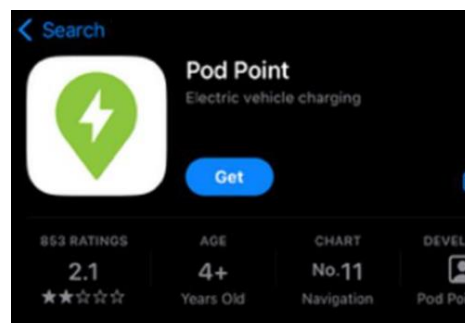 Search
Pod Point
Electric vehicle charging
Get
853 RATINGS
AGE
CHART
2.1
4+
No.11
Years Old
Navigation